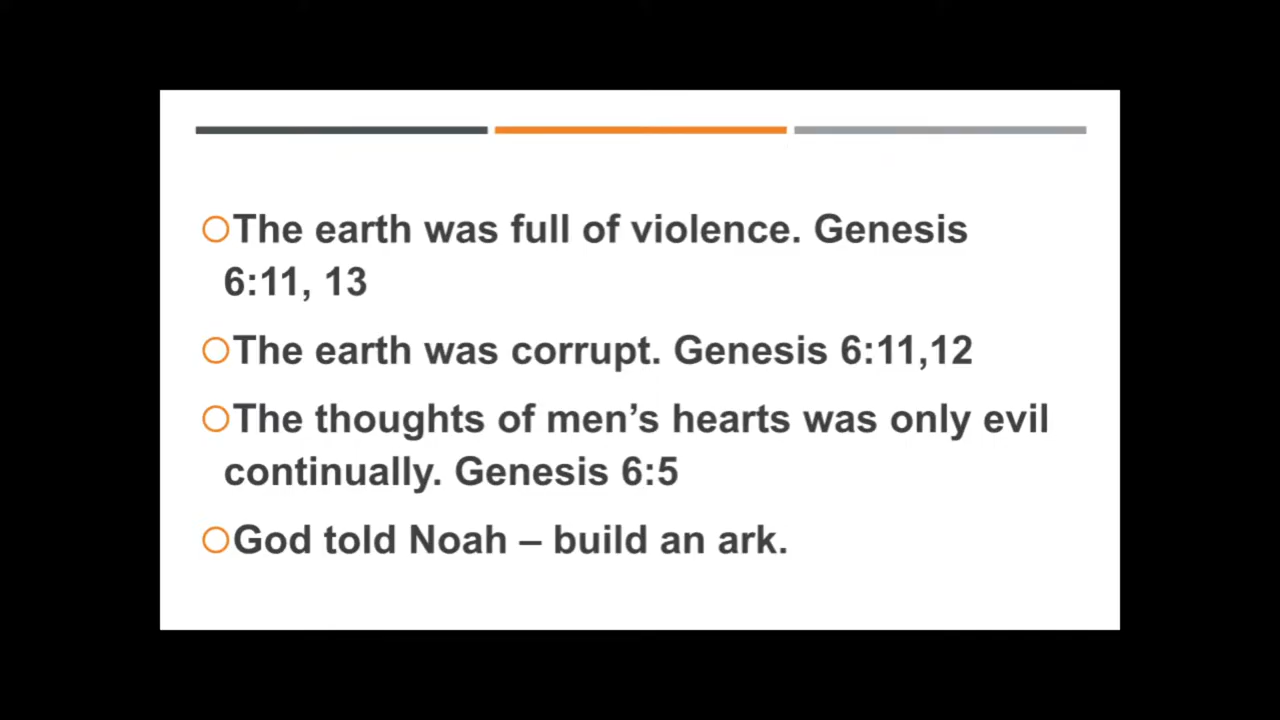 The earth was full of violence. Genesis
6:11, 13
The earth was corrupt. Genesis 6:11,12
The thoughts of men’s hearts was only evil
continually. Genesis 6:5
God told Noah – build an ark.